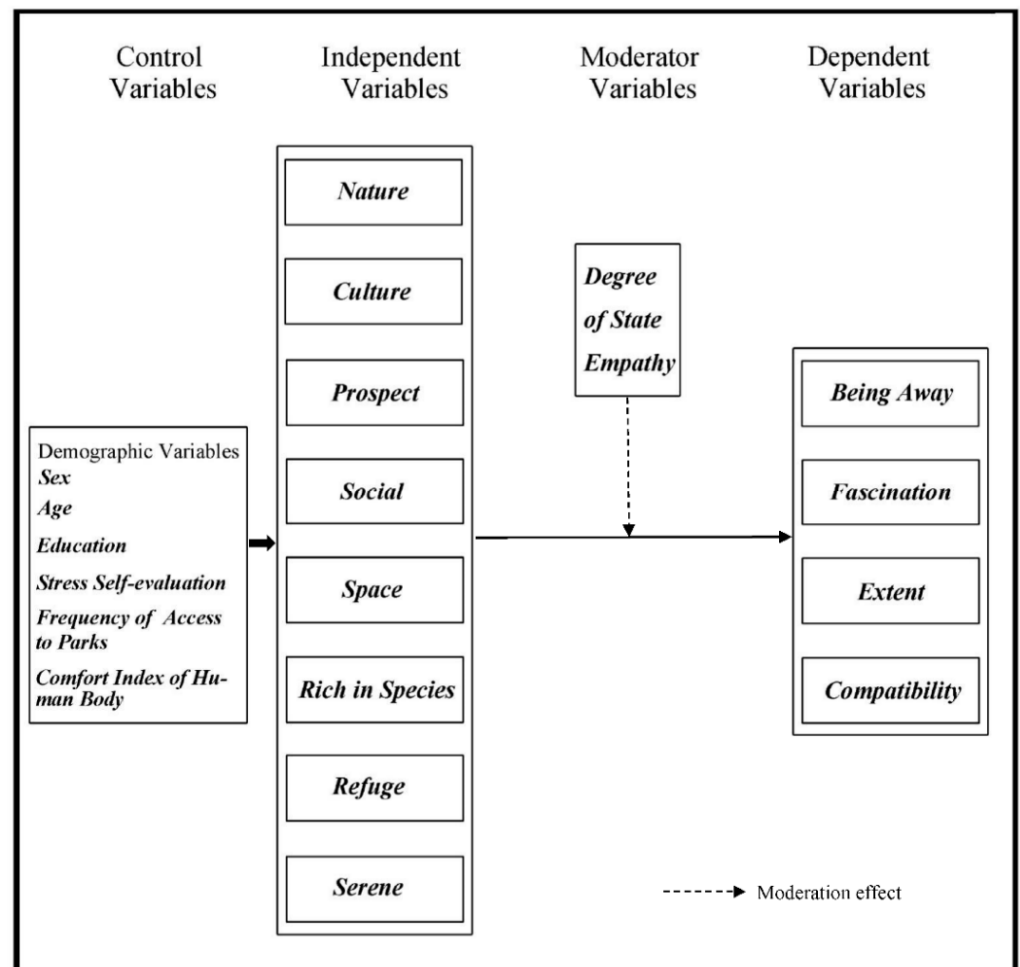 Control
Variables
Independent
Variables
Moderator
Variables
Dependent
Variables
Demographic Variables
Sex
Age
Education
Stress Self-evaluation
Frequency of Access
to Parks
Comfort Index of Hu-
man Body
Nature
Culture
Prospect
Social
Space
Rich in Species
Refuge
Serene
Degree
of State
Empathy
Being Away
Fascination
Extent
Compatibility
Moderation effect